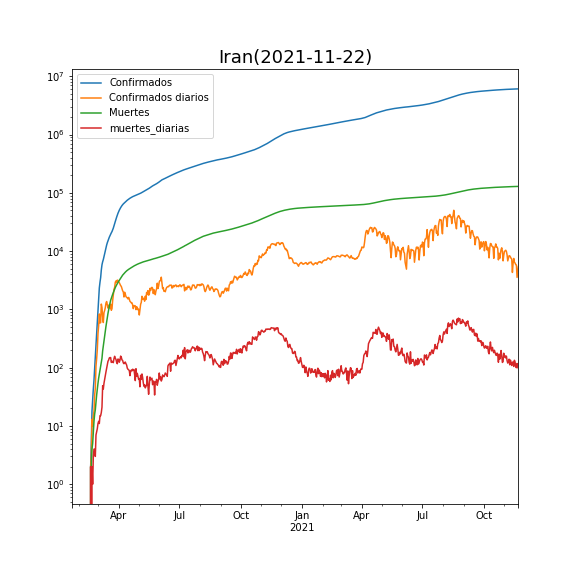 Iran(2021-11-22)
Confirmados
Confirmados diarios
Muertes
muertes_diarias
10⁷
10⁶
10⁵
10⁴
10³
10²
10¹
10⁰
Apr Jul Oct Jan Apr Jul Oct
2021